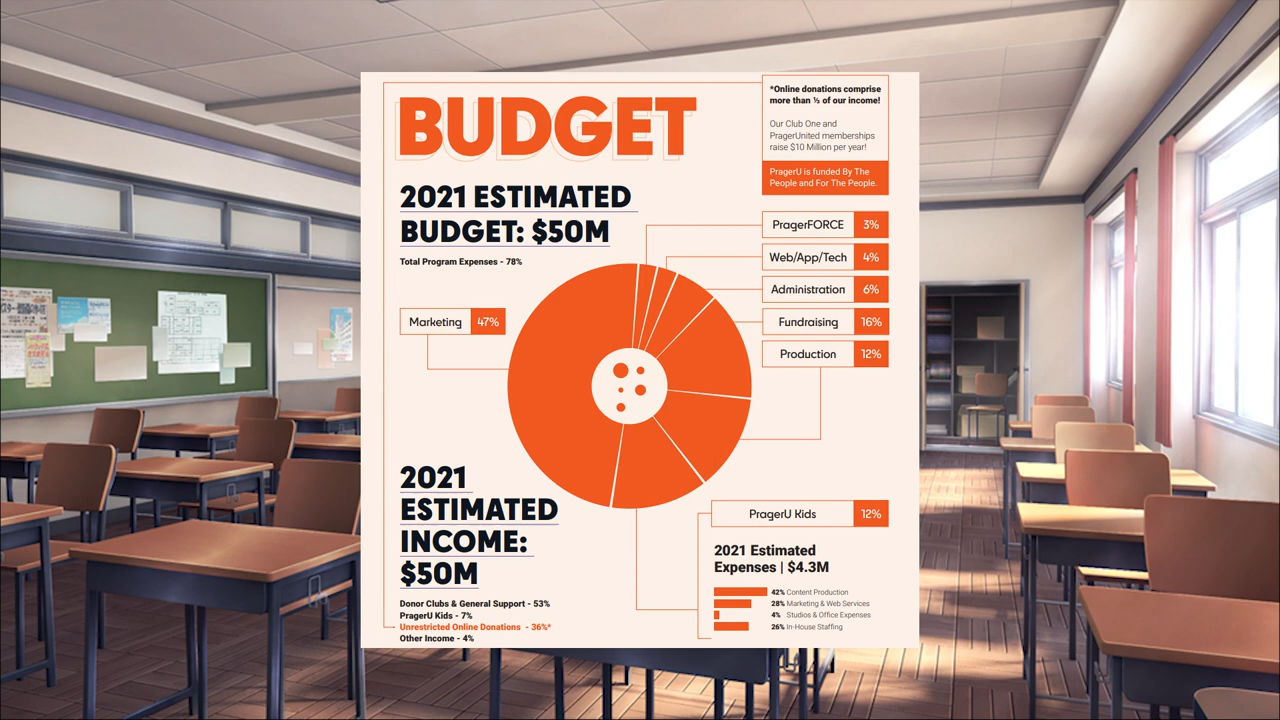 BUDGET
*Online donations comprise
more than ⅓ of our income!
Our Club One and
PragerUnited memberships
raise $10 Million per year!
PragerU is funded By The
People and For The People.
2021 ESTIMATED
BUDGET: $50M
Total Program Expenses - 78%
Marketing 47%
PragerFORCE 3%
Web/App/Tech 4%
Administration 6%
Fundraising 16%
Production 12%
2021
ESTIMATED
INCOME:
$50M
Donor Clubs & General Support - 53%
PragerU Kids - 7%
Unrestricted Online Donations - 36%*
Other Income - 4%
PragerU Kids 12%
2021 Estimated
Expenses | $4.3M
42% Content Production
28% Marketing & Web Services
4% Studios & Office Expenses
26% In-House Staffing